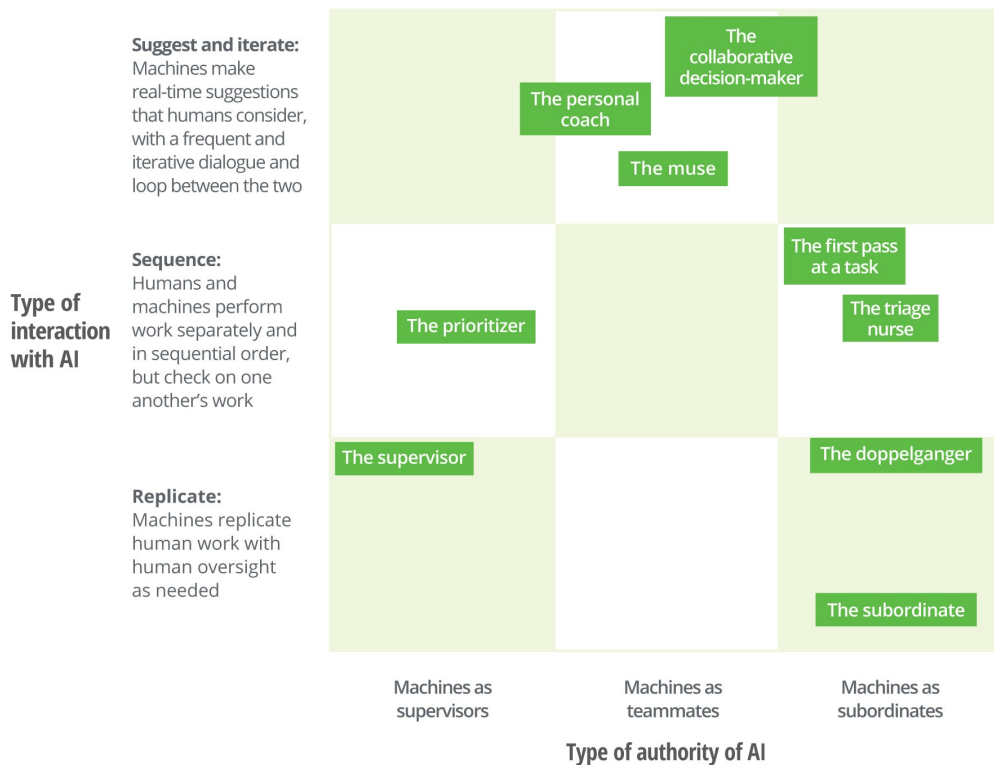 Suggest and iterate:
Machines make
real-time suggestions
that humans consider,
with a frequent and
iterative dialogue and
loop between the two
The
collaborative
decision-maker
The personal
coach
The muse
Type of
interaction
with AI
Sequence:
Humans and
machines perform
work separately and
in sequential order,
but check on one
another’s work
The prioritizer
The first pass
at a task
The triage
nurse
Replicate:
Machines replicate
human work with
human oversight
as needed
The supervisor
The doppelganger
The subordinate
Machines as
supervisors
Machines as
teammates
Machines as
subordinates
Type of authority of AI